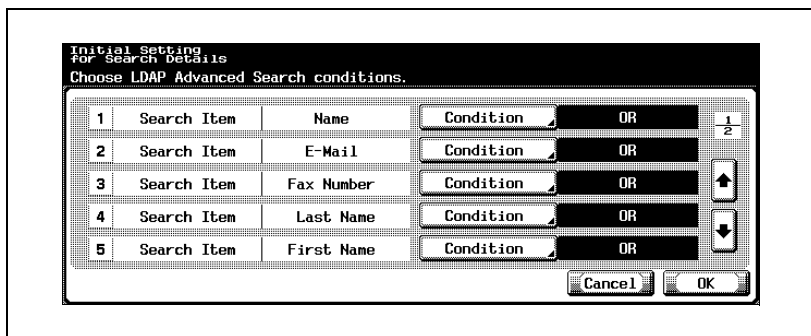 Initial Setting
for Search Details
Choose LDAP Advanced Search conditions.
1 Search Item Name Condition OR
2 Search Item E-Mail Condition OR
3 Search Item Fax Number Condition OR
4 Search Item Last Name Condition OR
5 Search Item First Name Condition OR
1
2
Cancel OK